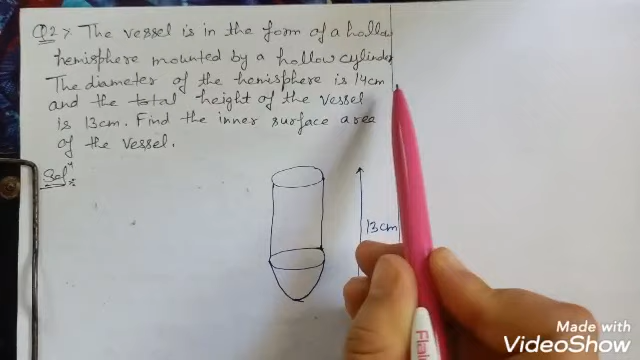 Q2> The vessel is in the form of a hollow
hemisphere mounted by a hollow cylinder
The diameter of the hemisphere is 14cm
and the total height of the vessel
is 13cm. Find the inner surface area
of the vessel.
Solⁿ
13cm
Flair
Made with
VideoShow